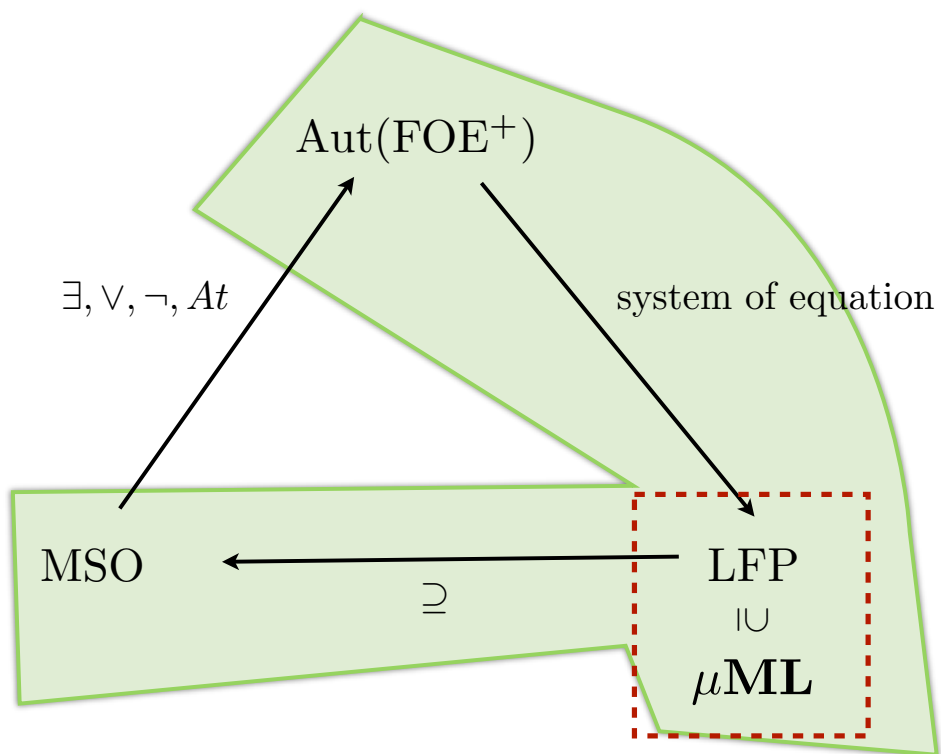 Aut(FOE⁺)
∃, ∨, ¬, At
system of equation
MSO
⊇
LFP
⊆
μML